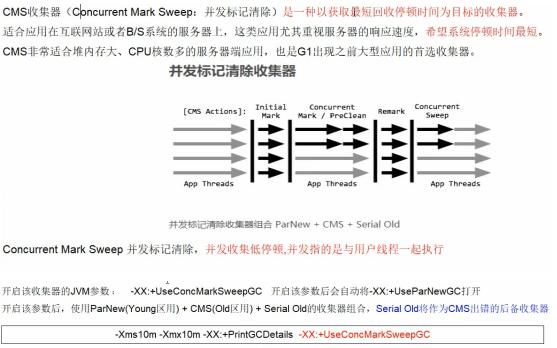 CMS收集器（Concurrent Mark Sweep：并发标记清除）是一种以获取最短回收停顿时间为目标的收集器。
适合应用在互联网站或者B/S系统的服务器上，这类应用尤其重视服务器的响应速度，希望系统停顿时间最短。
CMS非常适合堆内存大、CPU核数多的服务器端应用，也是G1出现之前大型应用的首选收集器。
并发标记清除收集器
[CMS Actions]: Initial Mark Concurrent Mark / PreClean Remark Concurrent Sweep
App Threads App Threads App Threads
并发标记清除收集器组合 ParNew + CMS + Serial Old
Concurrent Mark Sweep 并发标记清除，并发收集低停顿,并发指的是与用户线程一起执行
开启该收集器的JVM参数： -XX:+UseConcMarkSweepGC 开启该参数后会自动将-XX:+UseParNewGC打开
开启该参数后，使用ParNew(Young区用) + CMS(Old区用) + Serial Old的收集器组合，Serial Old将作为CMS出错的后备收集器
-Xms10m -Xmx10m -XX:+PrintGCDetails -XX:+UseConcMarkSweepGC